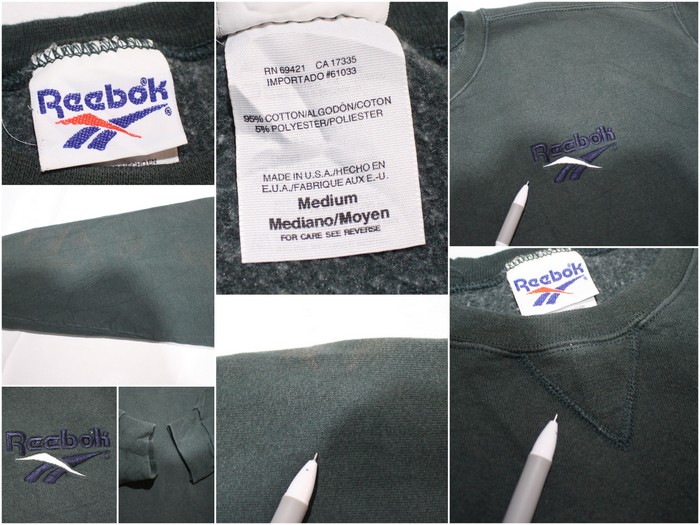 Reebok®
RN 69421 CA 17335
IMPORTADO #61033
95% COTTON/ALGODÓN/COTON
5% POLYESTER/POLIESTER
MADE IN U.S.A./HECHO EN
E.U.A./FABRIQUE AUX E.-U.
Medium
Mediano/Moyen
FOR CARE SEE REVERSE
Reebok
Reebok
Reebok